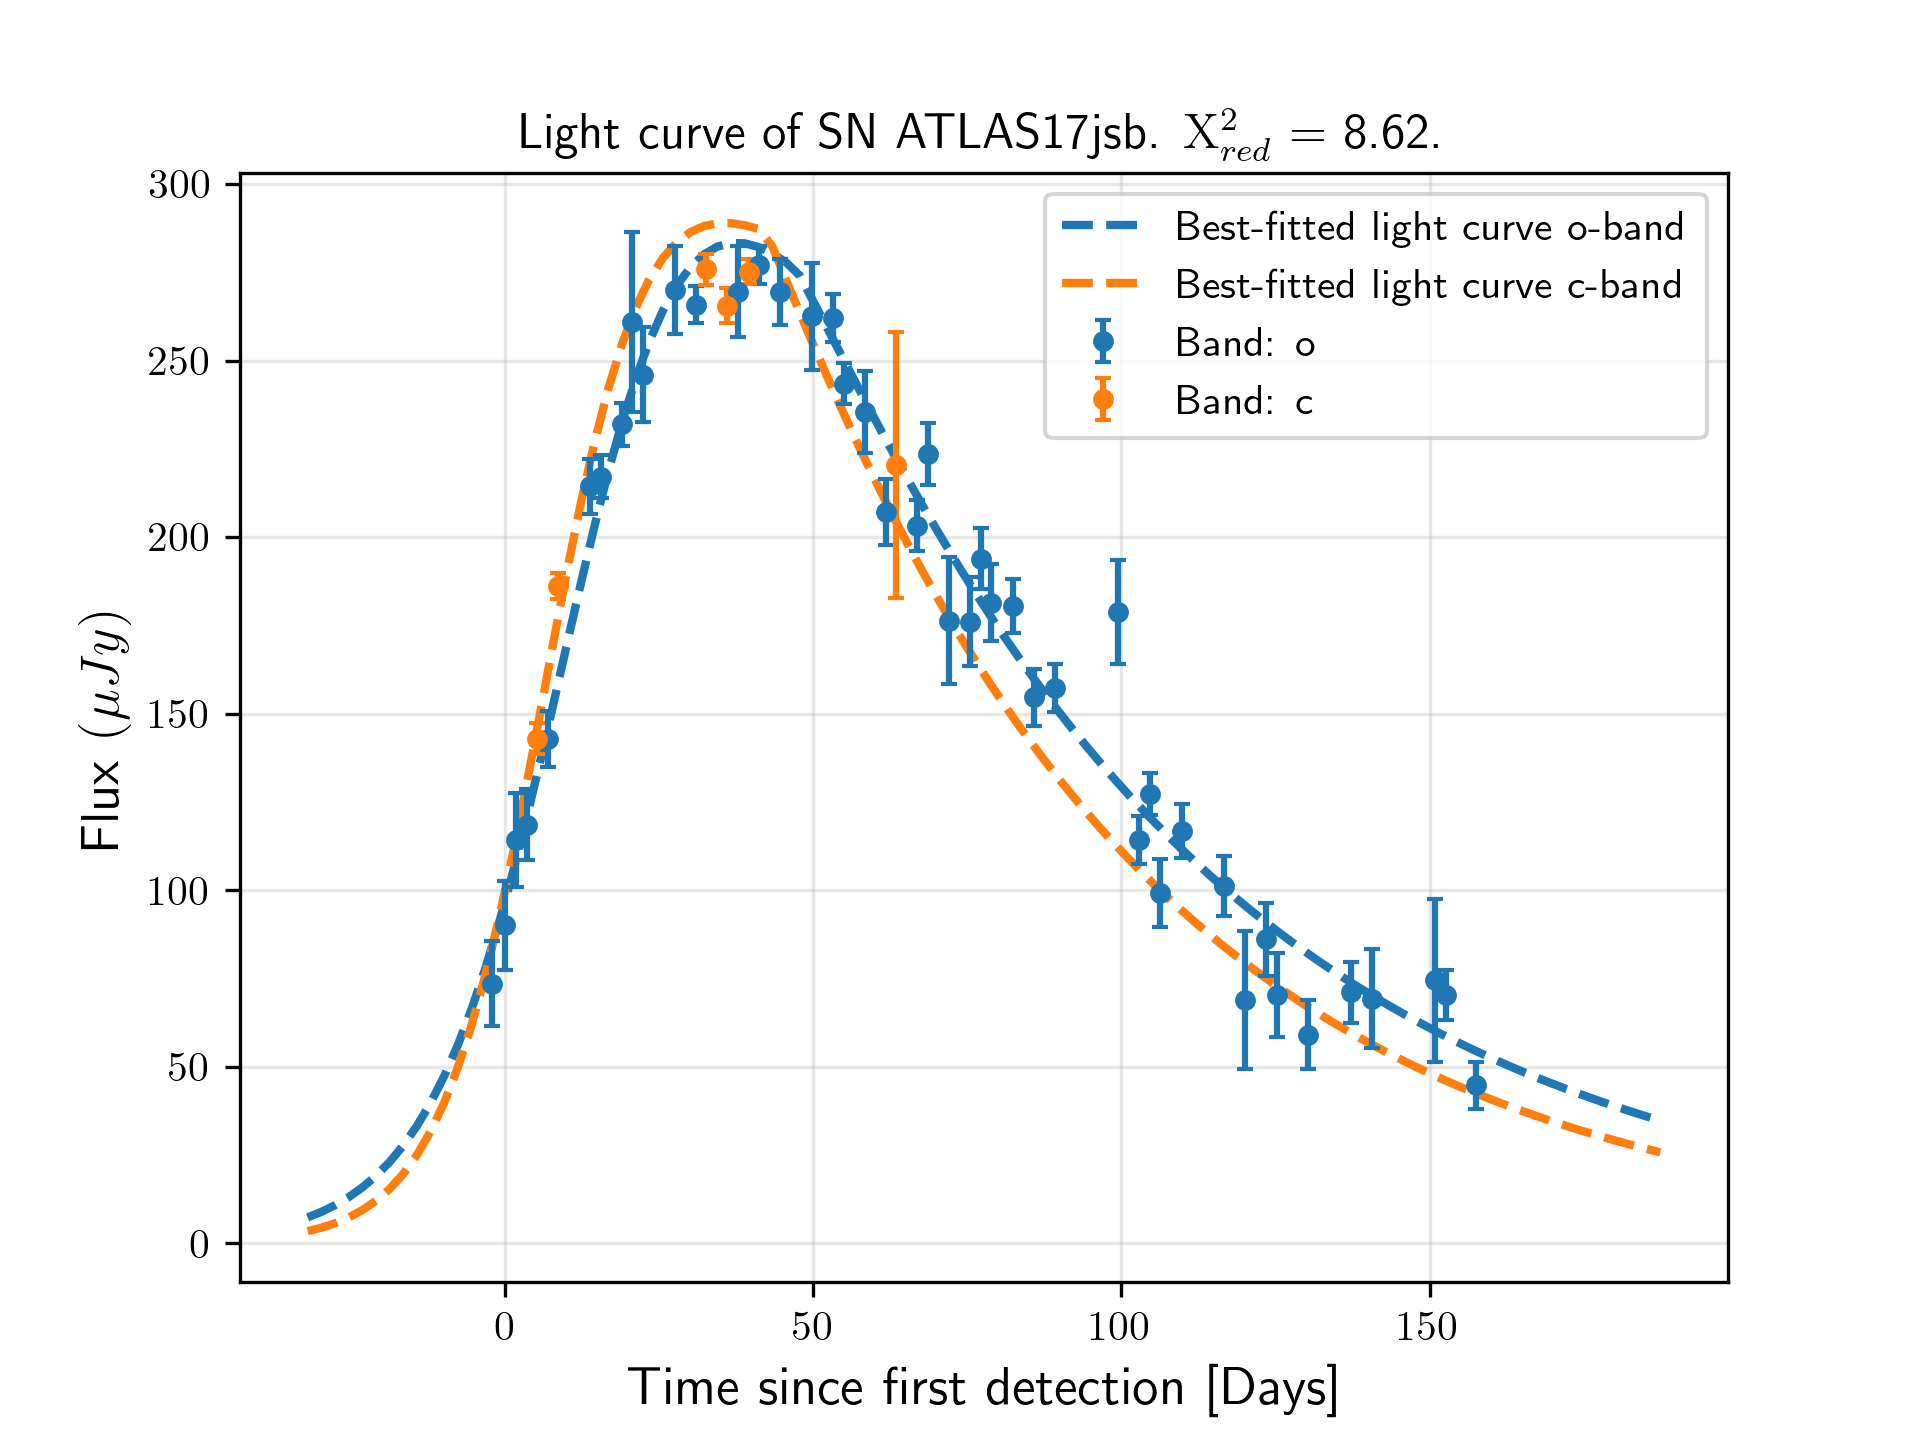 Light curve of SN ATLAS17jsb. X²_red = 8.62.
300
250
200
150
100
50
0
Flux (μJy)
Best-fitted light curve o-band
Best-fitted light curve c-band
Band: o
Band: c
0 50 100 150
Time since first detection [Days]